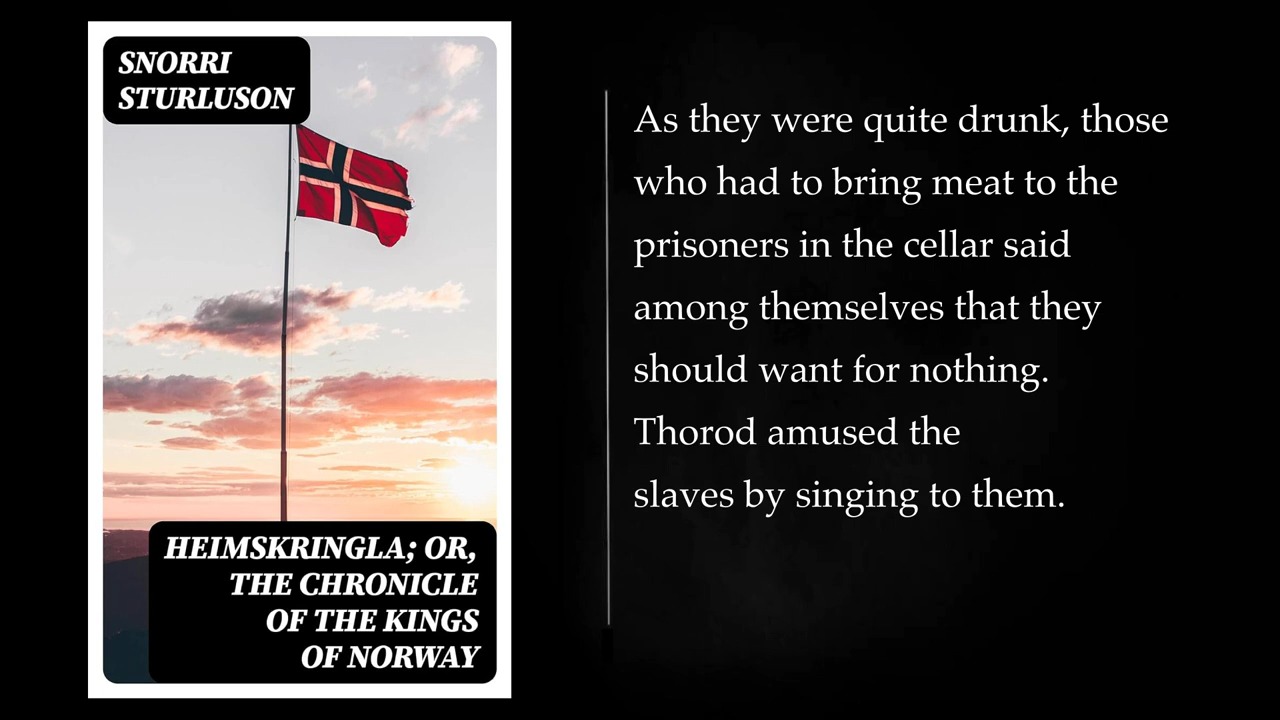 SNORRI
STURLUSON
HEIMSKRINGLA; OR,
THE CHRONICLE
OF THE KINGS
OF NORWAY
As they were quite drunk, those
who had to bring meat to the
prisoners in the cellar said
among themselves that they
should want for nothing.
Thorod amused the
slaves by singing to them.